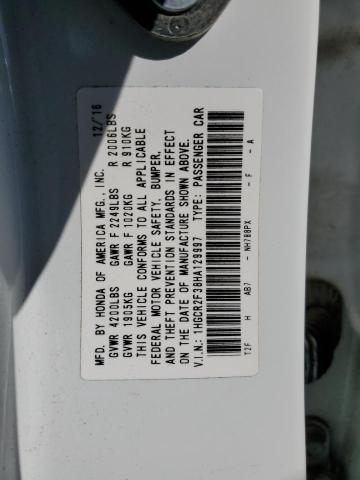 MFD. BY HONDA OF AMERICA MFG., INC. 12/'16
GVWR 4200LBS GAWR F 2249LBS R 2006LBS
GVWR 1905KG GAWR F 1020KG R 910KG
THIS VEHICLE CONFORMS TO ALL APPLICABLE
FEDERAL MOTOR VEHICLE SAFETY, BUMPER,
AND THEFT PREVENTION STANDARDS IN EFFECT
ON THE DATE OF MANUFACTURE SHOWN ABOVE.
V.I.N.: 1HGCR2F38HA129997 TYPE: PASSENGER CAR
T2F H AB7 - NH788PX - F - A